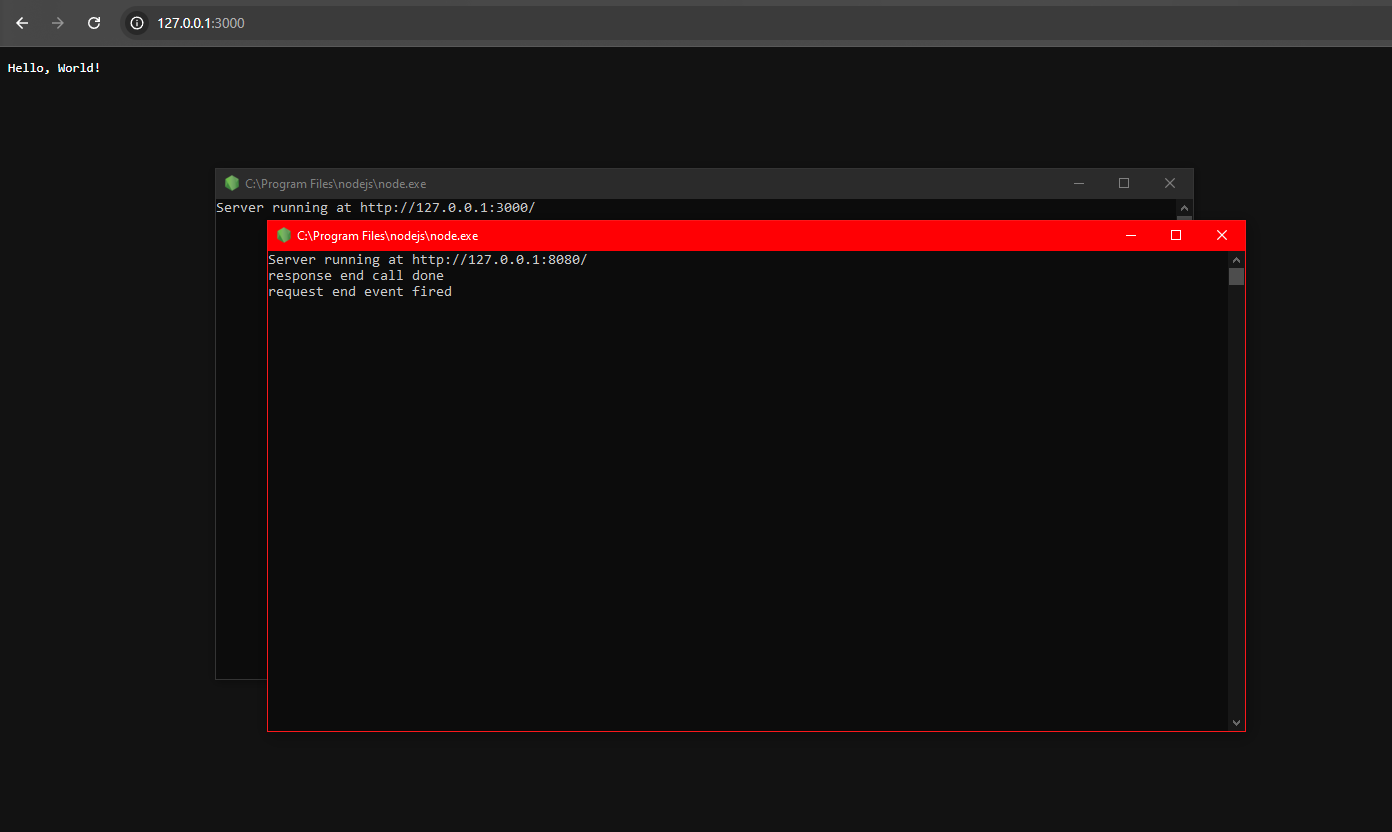 127.0.0.1:3000
Hello, World!
C:\Program Files\nodejs\node.exe
Server running at http://127.0.0.1:3000/
C:\Program Files\nodejs\node.exe
Server running at http://127.0.0.1:8080/
response end call done
request end event fired